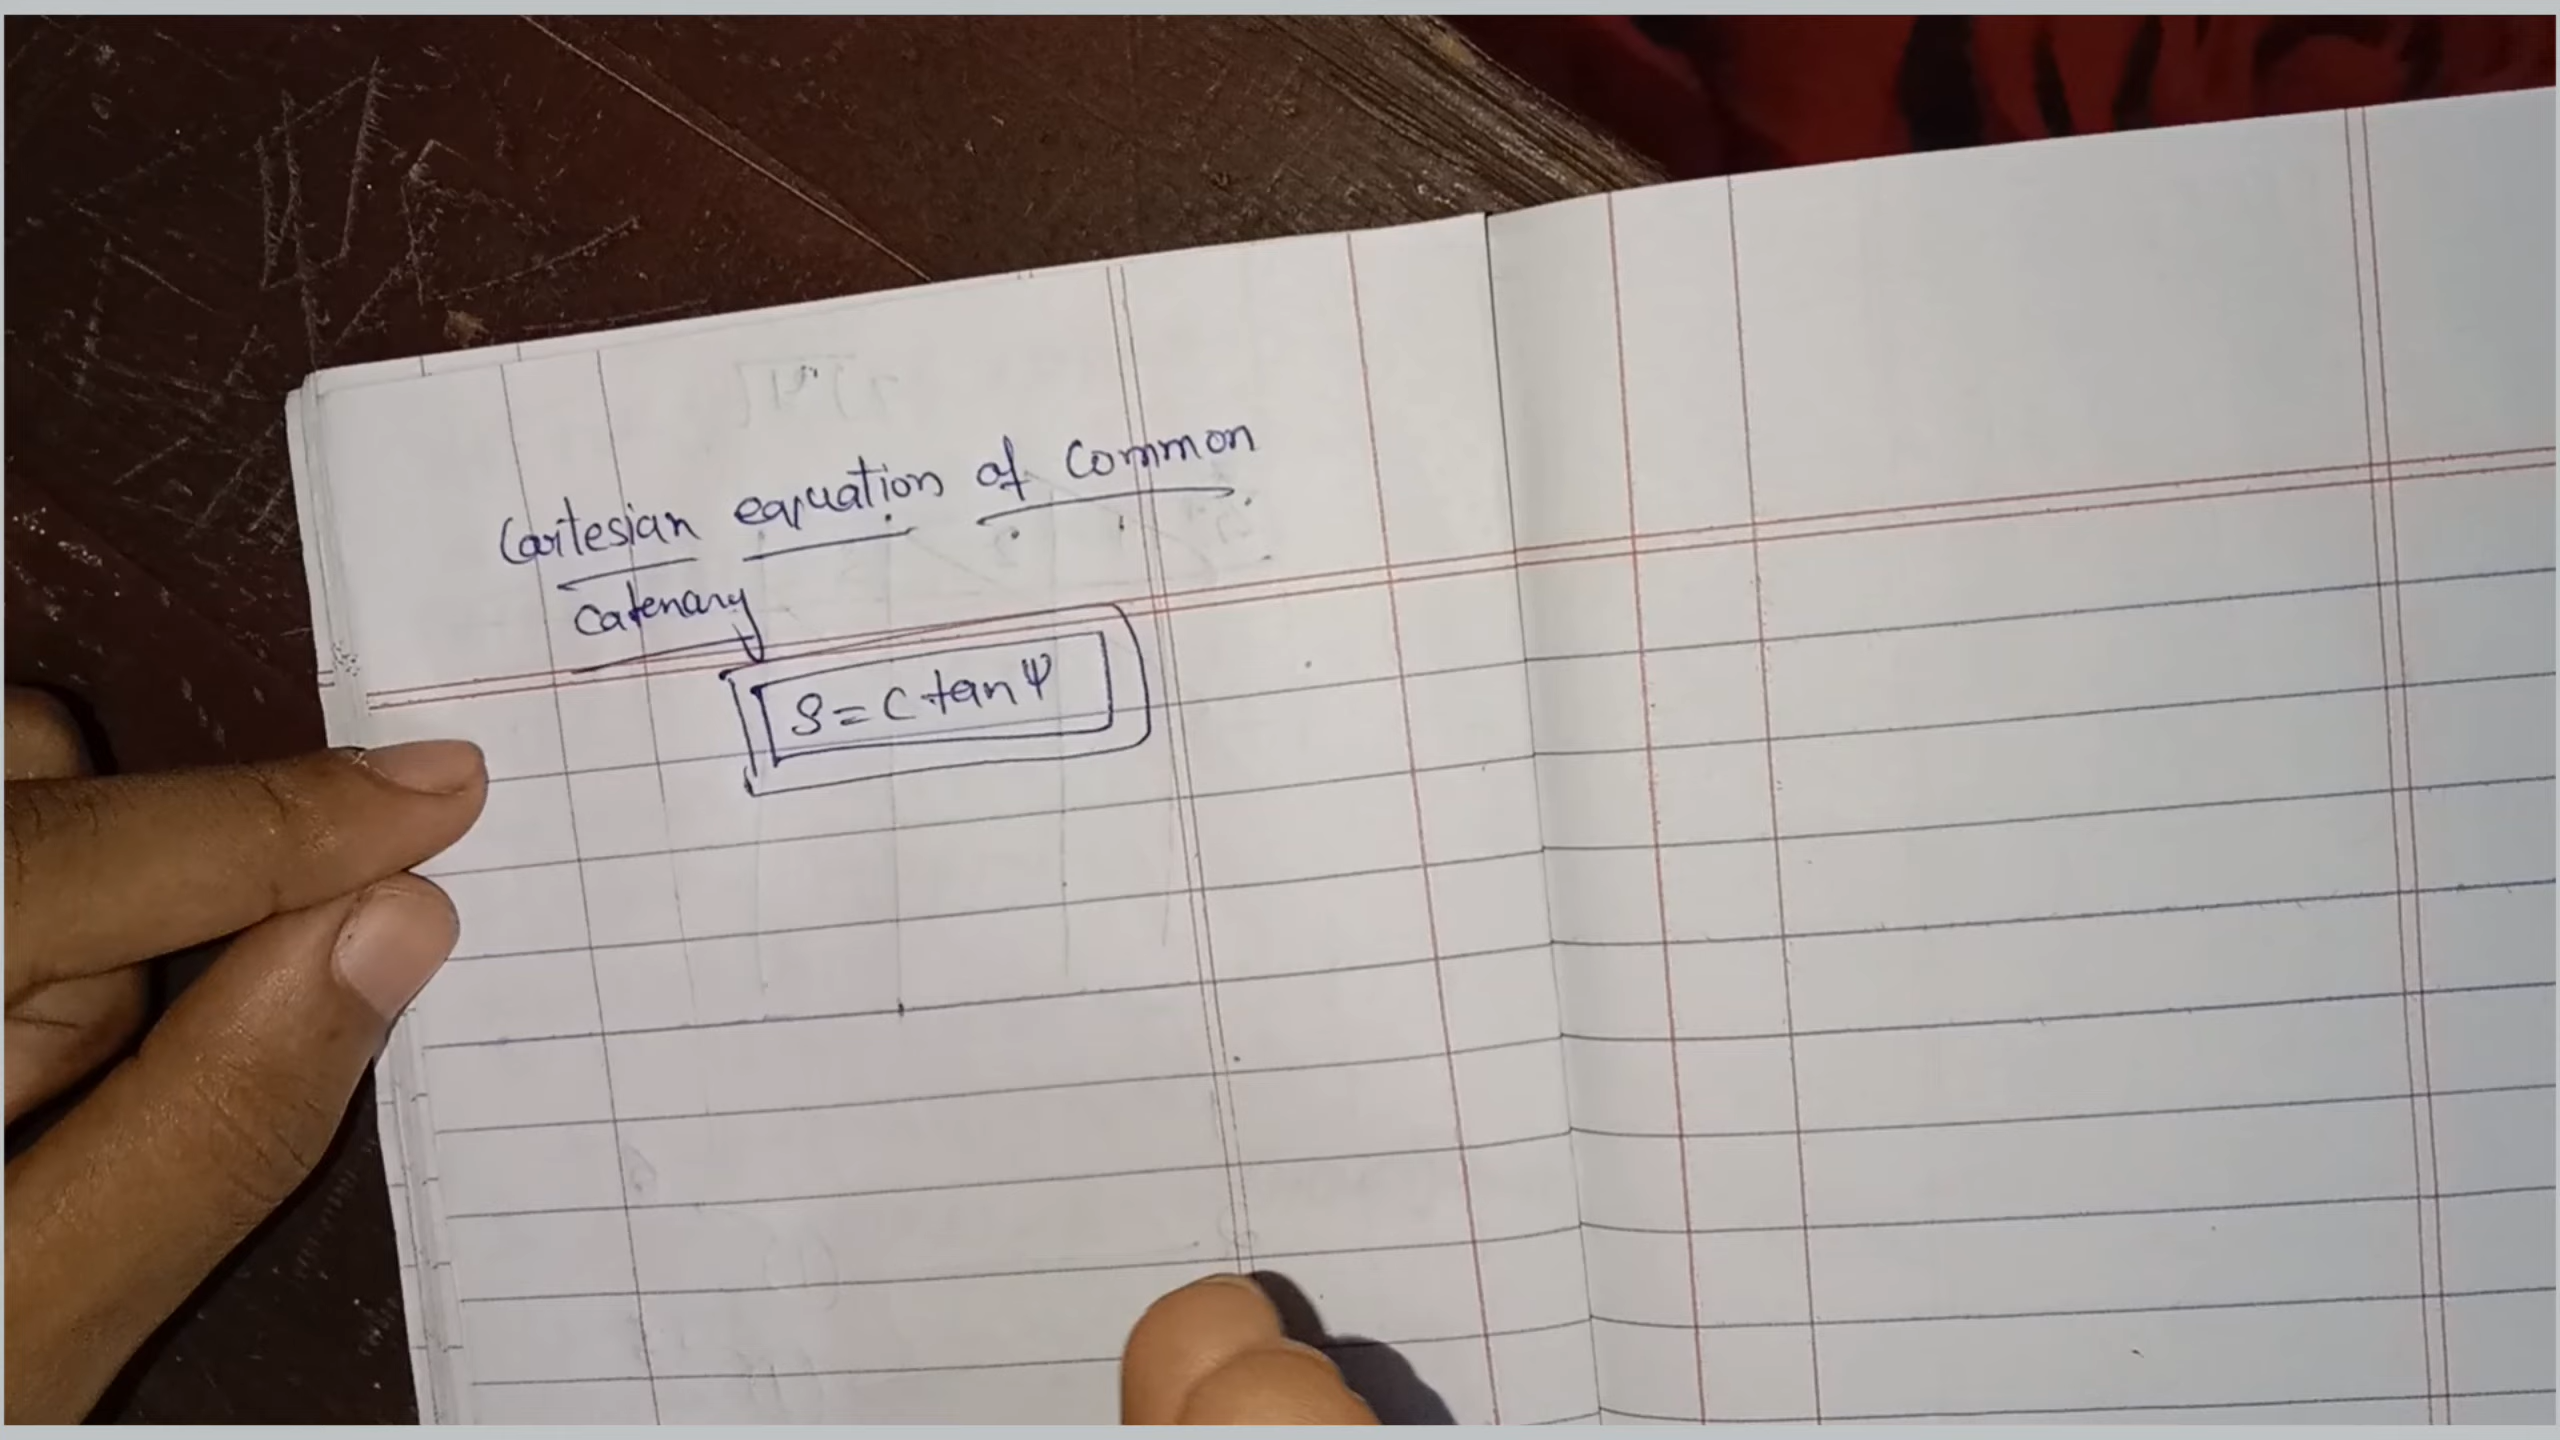 Cartesian equation of Common
Catenary
S = C tan Ψ